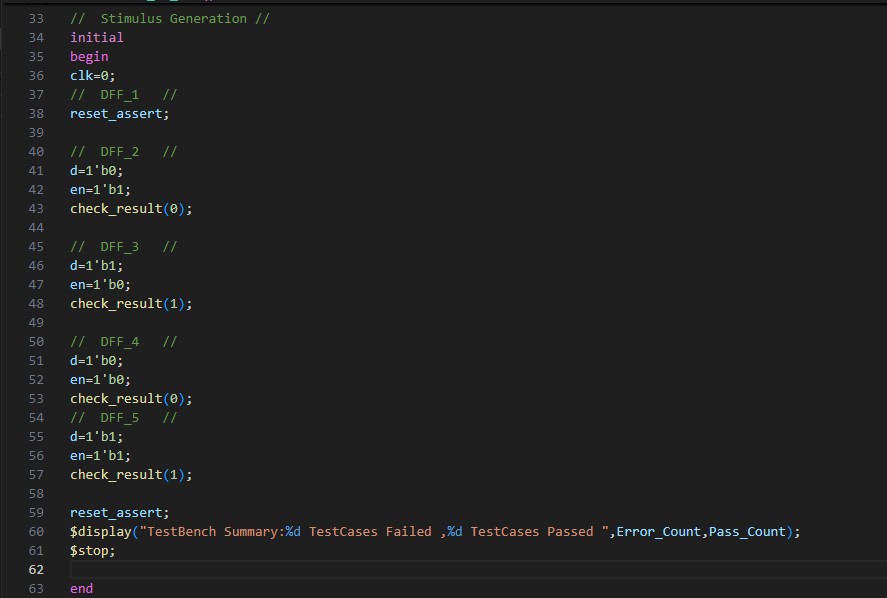 33 //  Stimulus Generation //
34 initial
35 begin
36 clk=0;
37 //  DFF_1   //
38 reset_assert;
39
40 //  DFF_2   //
41 d=1'b0;
42 en=1'b1;
43 check_result(0);
44
45 //  DFF_3   //
46 d=1'b1;
47 en=1'b0;
48 check_result(1);
49
50 //  DFF_4   //
51 d=1'b0;
52 en=1'b0;
53 check_result(0);
54 //  DFF_5   //
55 d=1'b1;
56 en=1'b1;
57 check_result(1);
58
59 reset_assert;
60 $display("TestBench Summary:%d TestCases Failed ,%d TestCases Passed ",Error_Count,Pass_Count);
61 $stop;
62
63 end